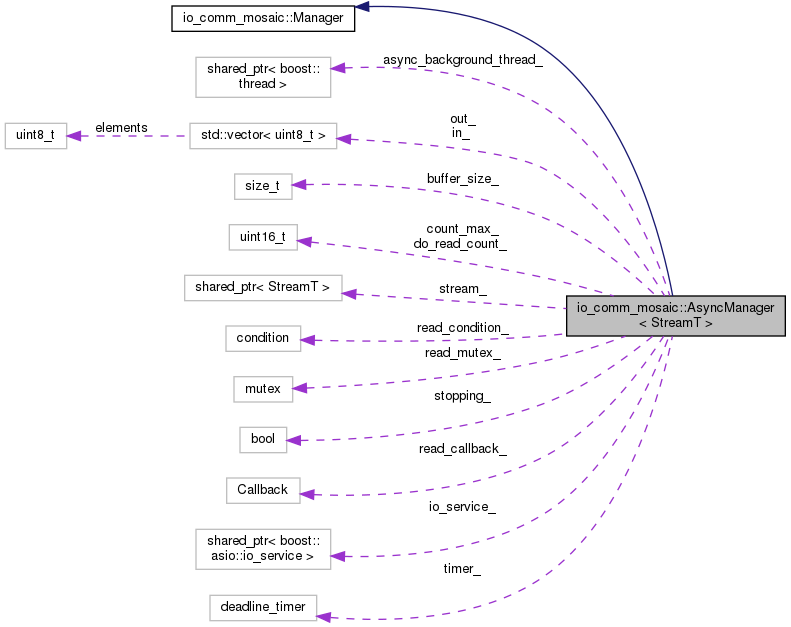 io_comm_mosaic::Manager
shared_ptr< boost::
thread >
async_background_thread_
uint8_t
elements
std::vector< uint8_t >
out_
in_
size_t
buffer_size_
uint16_t
count_max_
do_read_count_
shared_ptr< StreamT >
stream_
io_comm_mosaic::AsyncManager
< StreamT >
condition
read_condition_
mutex
read_mutex_
bool
stopping_
Callback
read_callback_
shared_ptr< boost::
asio::io_service >
io_service_
deadline_timer
timer_